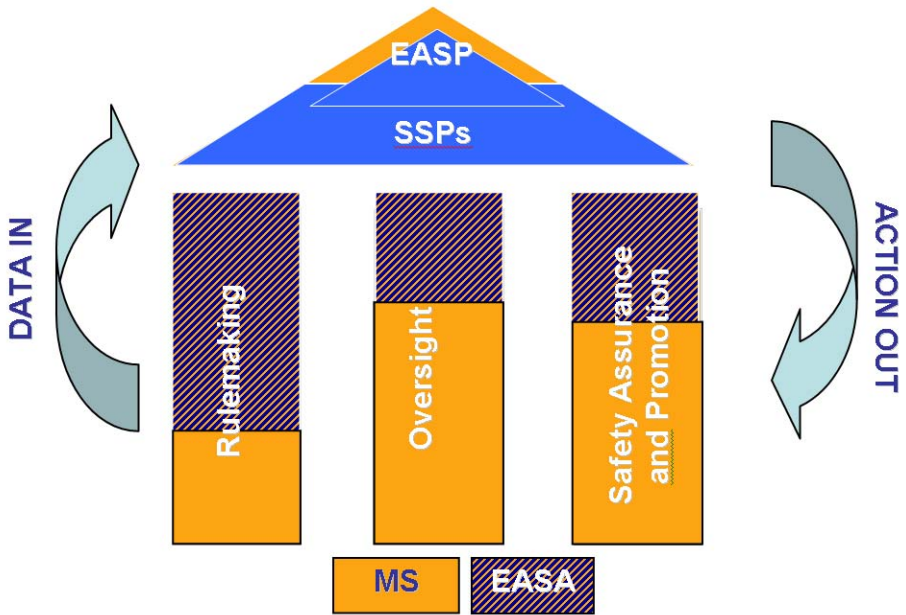 EASP
SSPs
DATA IN
ACTION OUT
Rulemaking
Oversight
Safety Assurance
and Promotion
MS
EASA